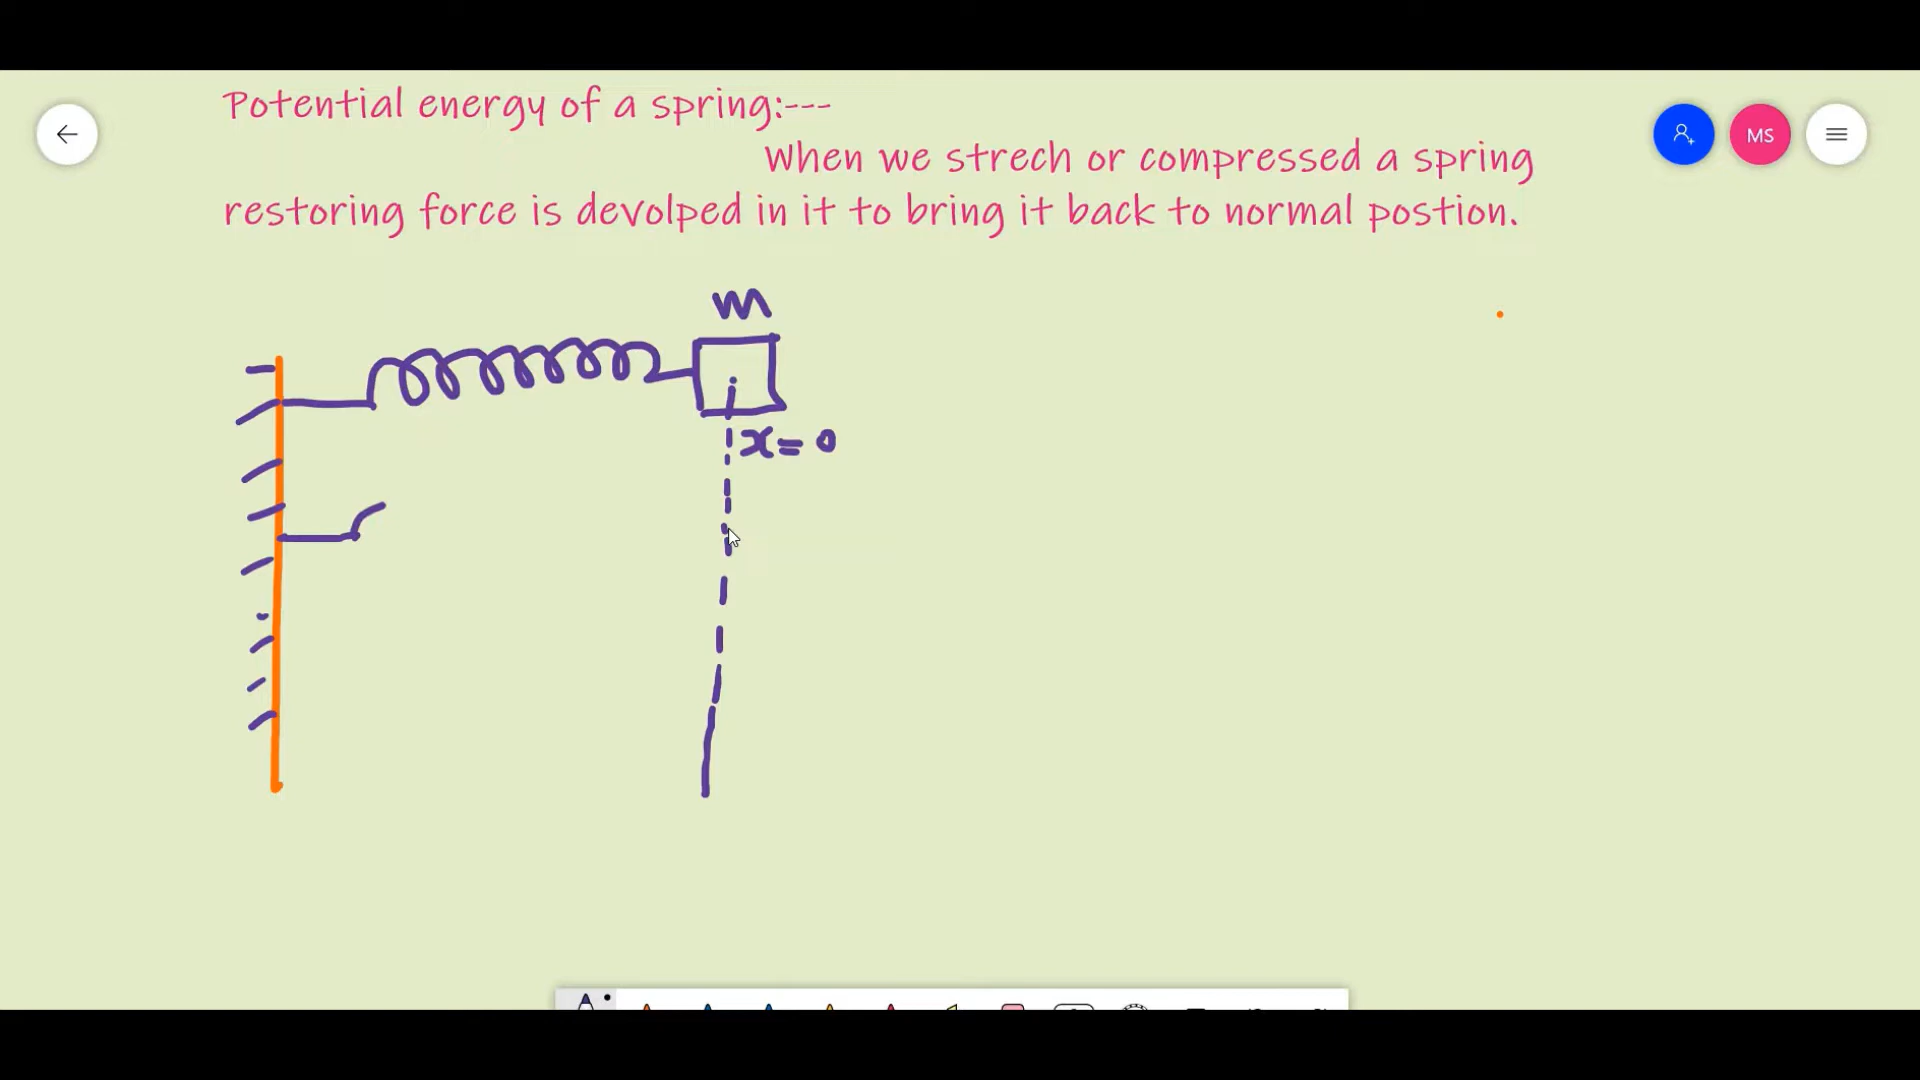 Potential energy of a spring:---
When we strech or compressed a spring
restoring force is devolped in it to bring it back to normal postion.
MS
m
x=0